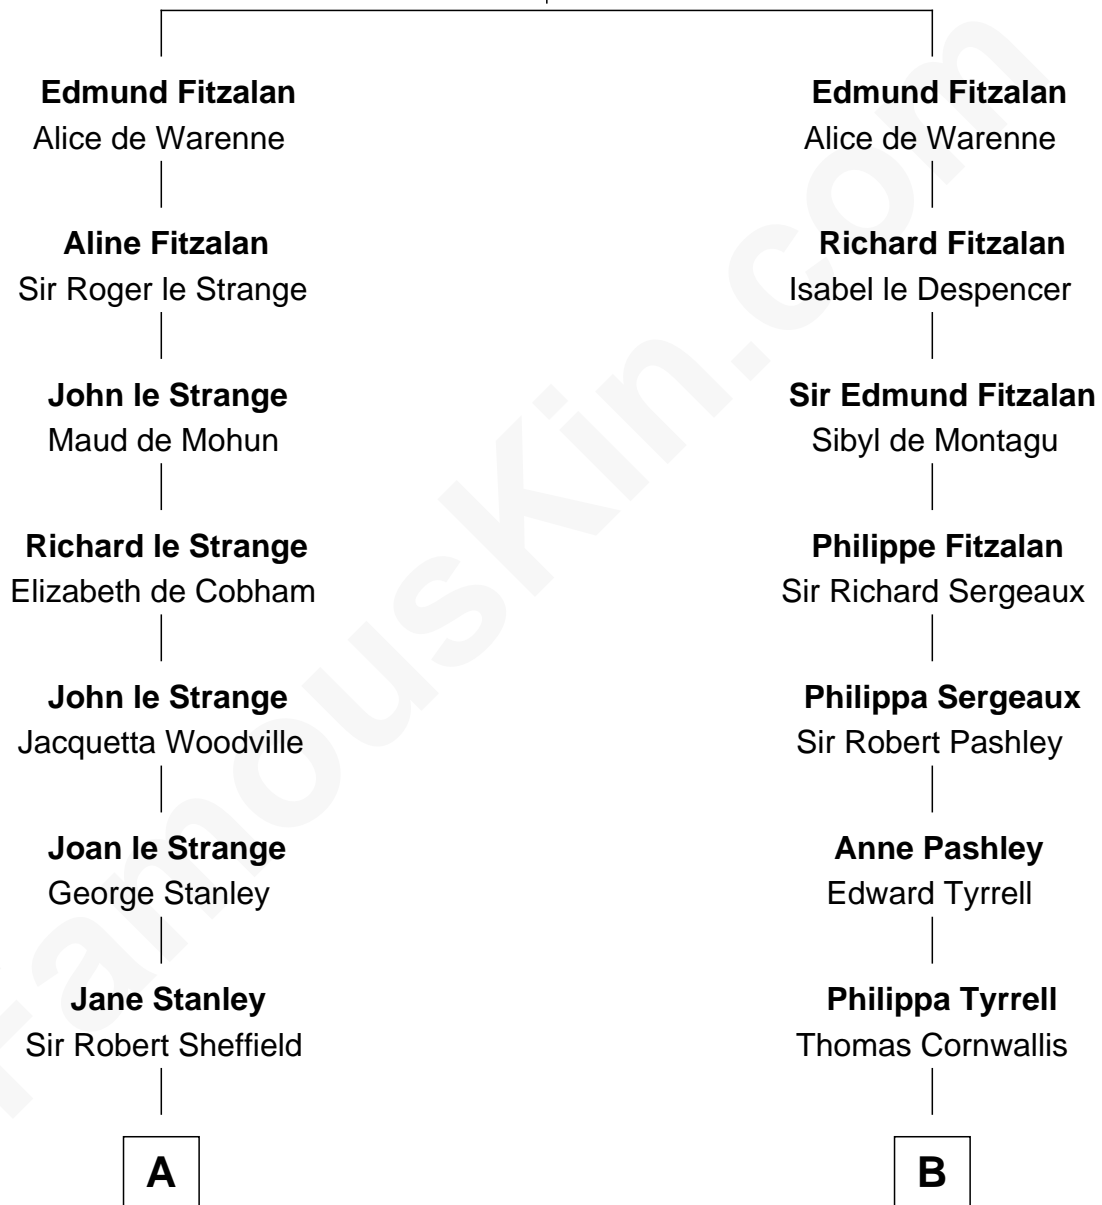 Edmund Fitzalan
Alice de Warenne
Aline Fitzalan
Sir Roger le Strange
John le Strange
Maud de Mohun
Richard le Strange
Elizabeth de Cobham
John le Strange
Jacquetta Woodville
Joan le Strange
George Stanley
Jane Stanley
Sir Robert Sheffield
A
Edmund Fitzalan
Alice de Warenne
Richard Fitzalan
Isabel le Despencer
Sir Edmund Fitzalan
Sibyl de Montagu
Philippe Fitzalan
Sir Richard Sergeaux
Philippa Sergeaux
Sir Robert Pashley
Anne Pashley
Edward Tyrrell
Philippa Tyrrell
Thomas Cornwallis
B
FamousKin.com